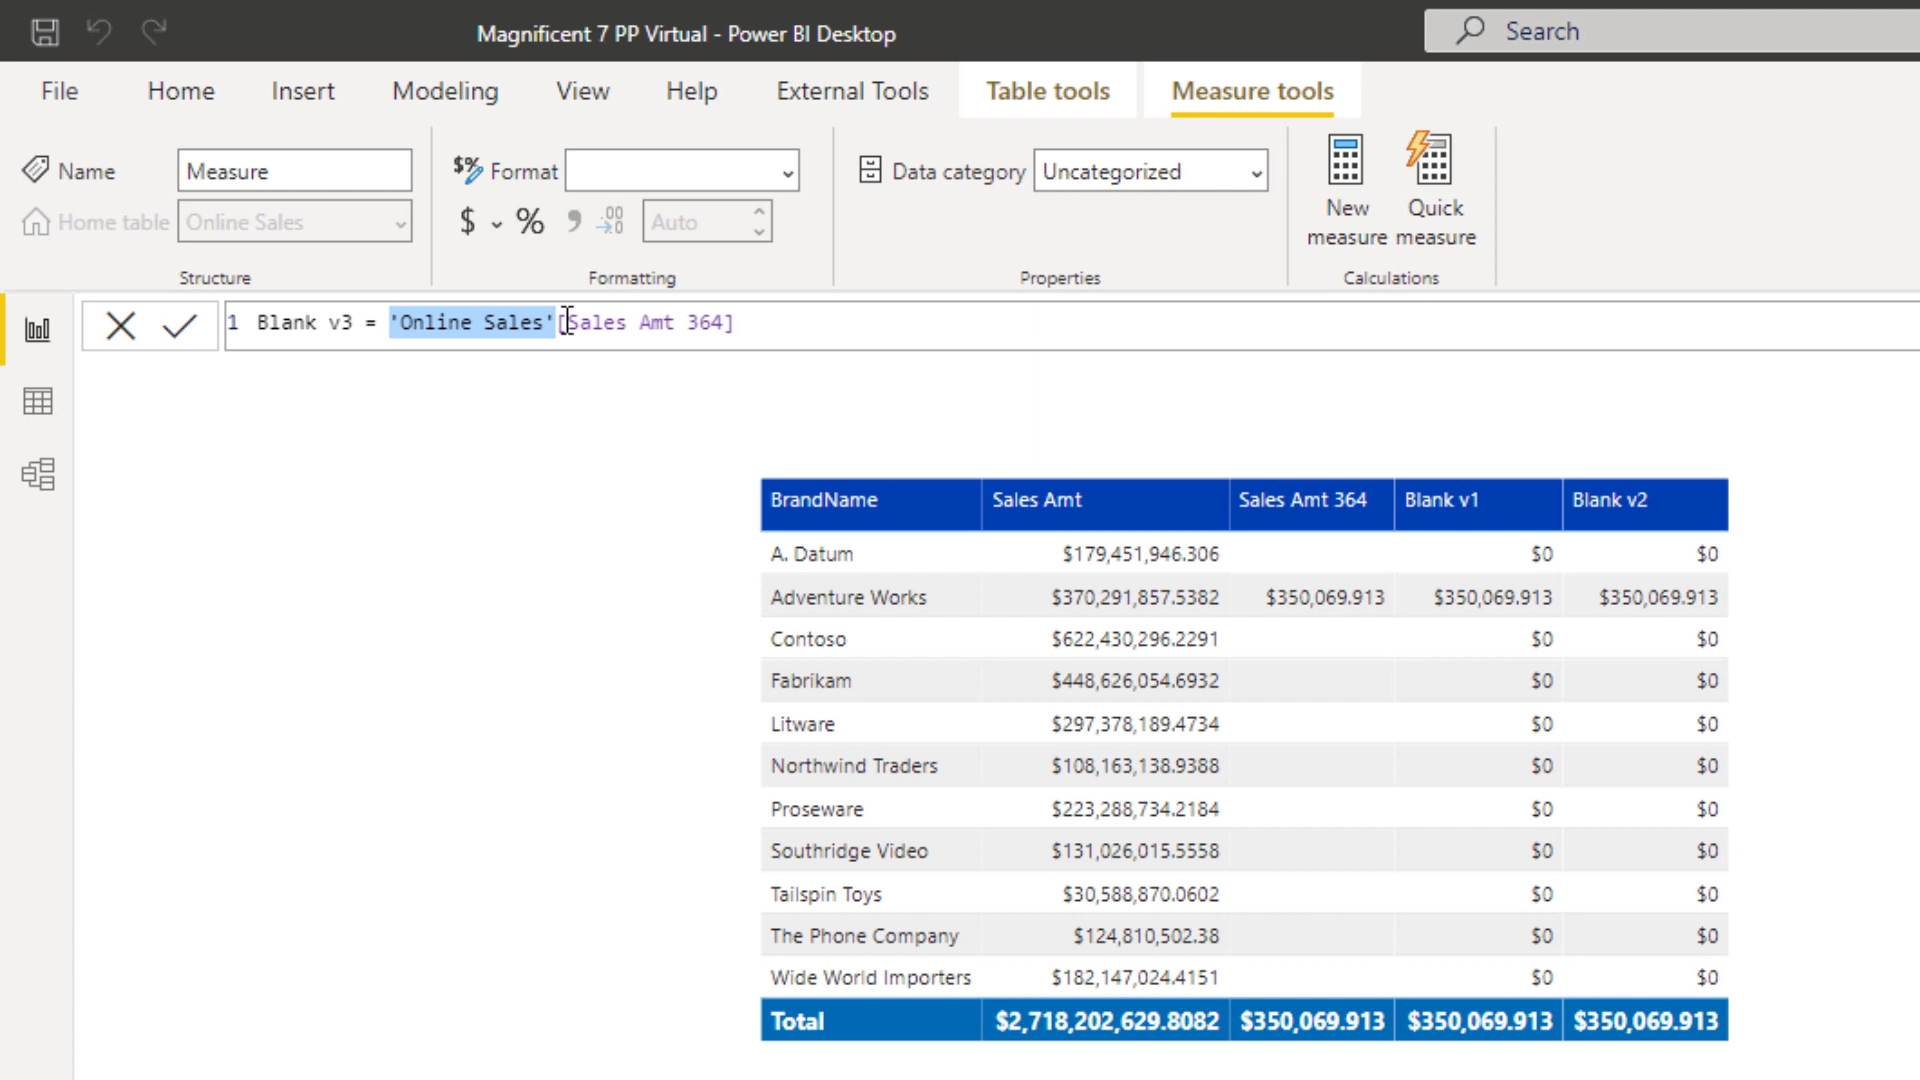 Magnificent 7 PP Virtual - Power BI Desktop
Search
File Home Insert Modeling View Help External Tools Table tools Measure tools
Name Measure
Home table Online Sales
Structure
$% Format
$ % , .00 Auto
Formatting
Data category Uncategorized
Properties
New measure
Quick measure
Calculations
1 Blank v3 = 'Online Sales'[Sales Amt 364]
BrandName Sales Amt Sales Amt 364 Blank v1 Blank v2
A. Datum $179,451,946.306 $0 $0
Adventure Works $370,291,857.5382 $350,069.913 $350,069.913 $350,069.913
Contoso $622,430,296.2291 $0 $0
Fabrikam $448,626,054.6932 $0 $0
Litware $297,378,189.4734 $0 $0
Northwind Traders $108,163,138.9388 $0 $0
Proseware $223,288,734.2184 $0 $0
Southridge Video $131,026,015.5558 $0 $0
Tailspin Toys $30,588,870.0602 $0 $0
The Phone Company $124,810,502.38 $0 $0
Wide World Importers $182,147,024.4151 $0 $0
Total $2,718,202,629.8082 $350,069.913 $350,069.913 $350,069.913